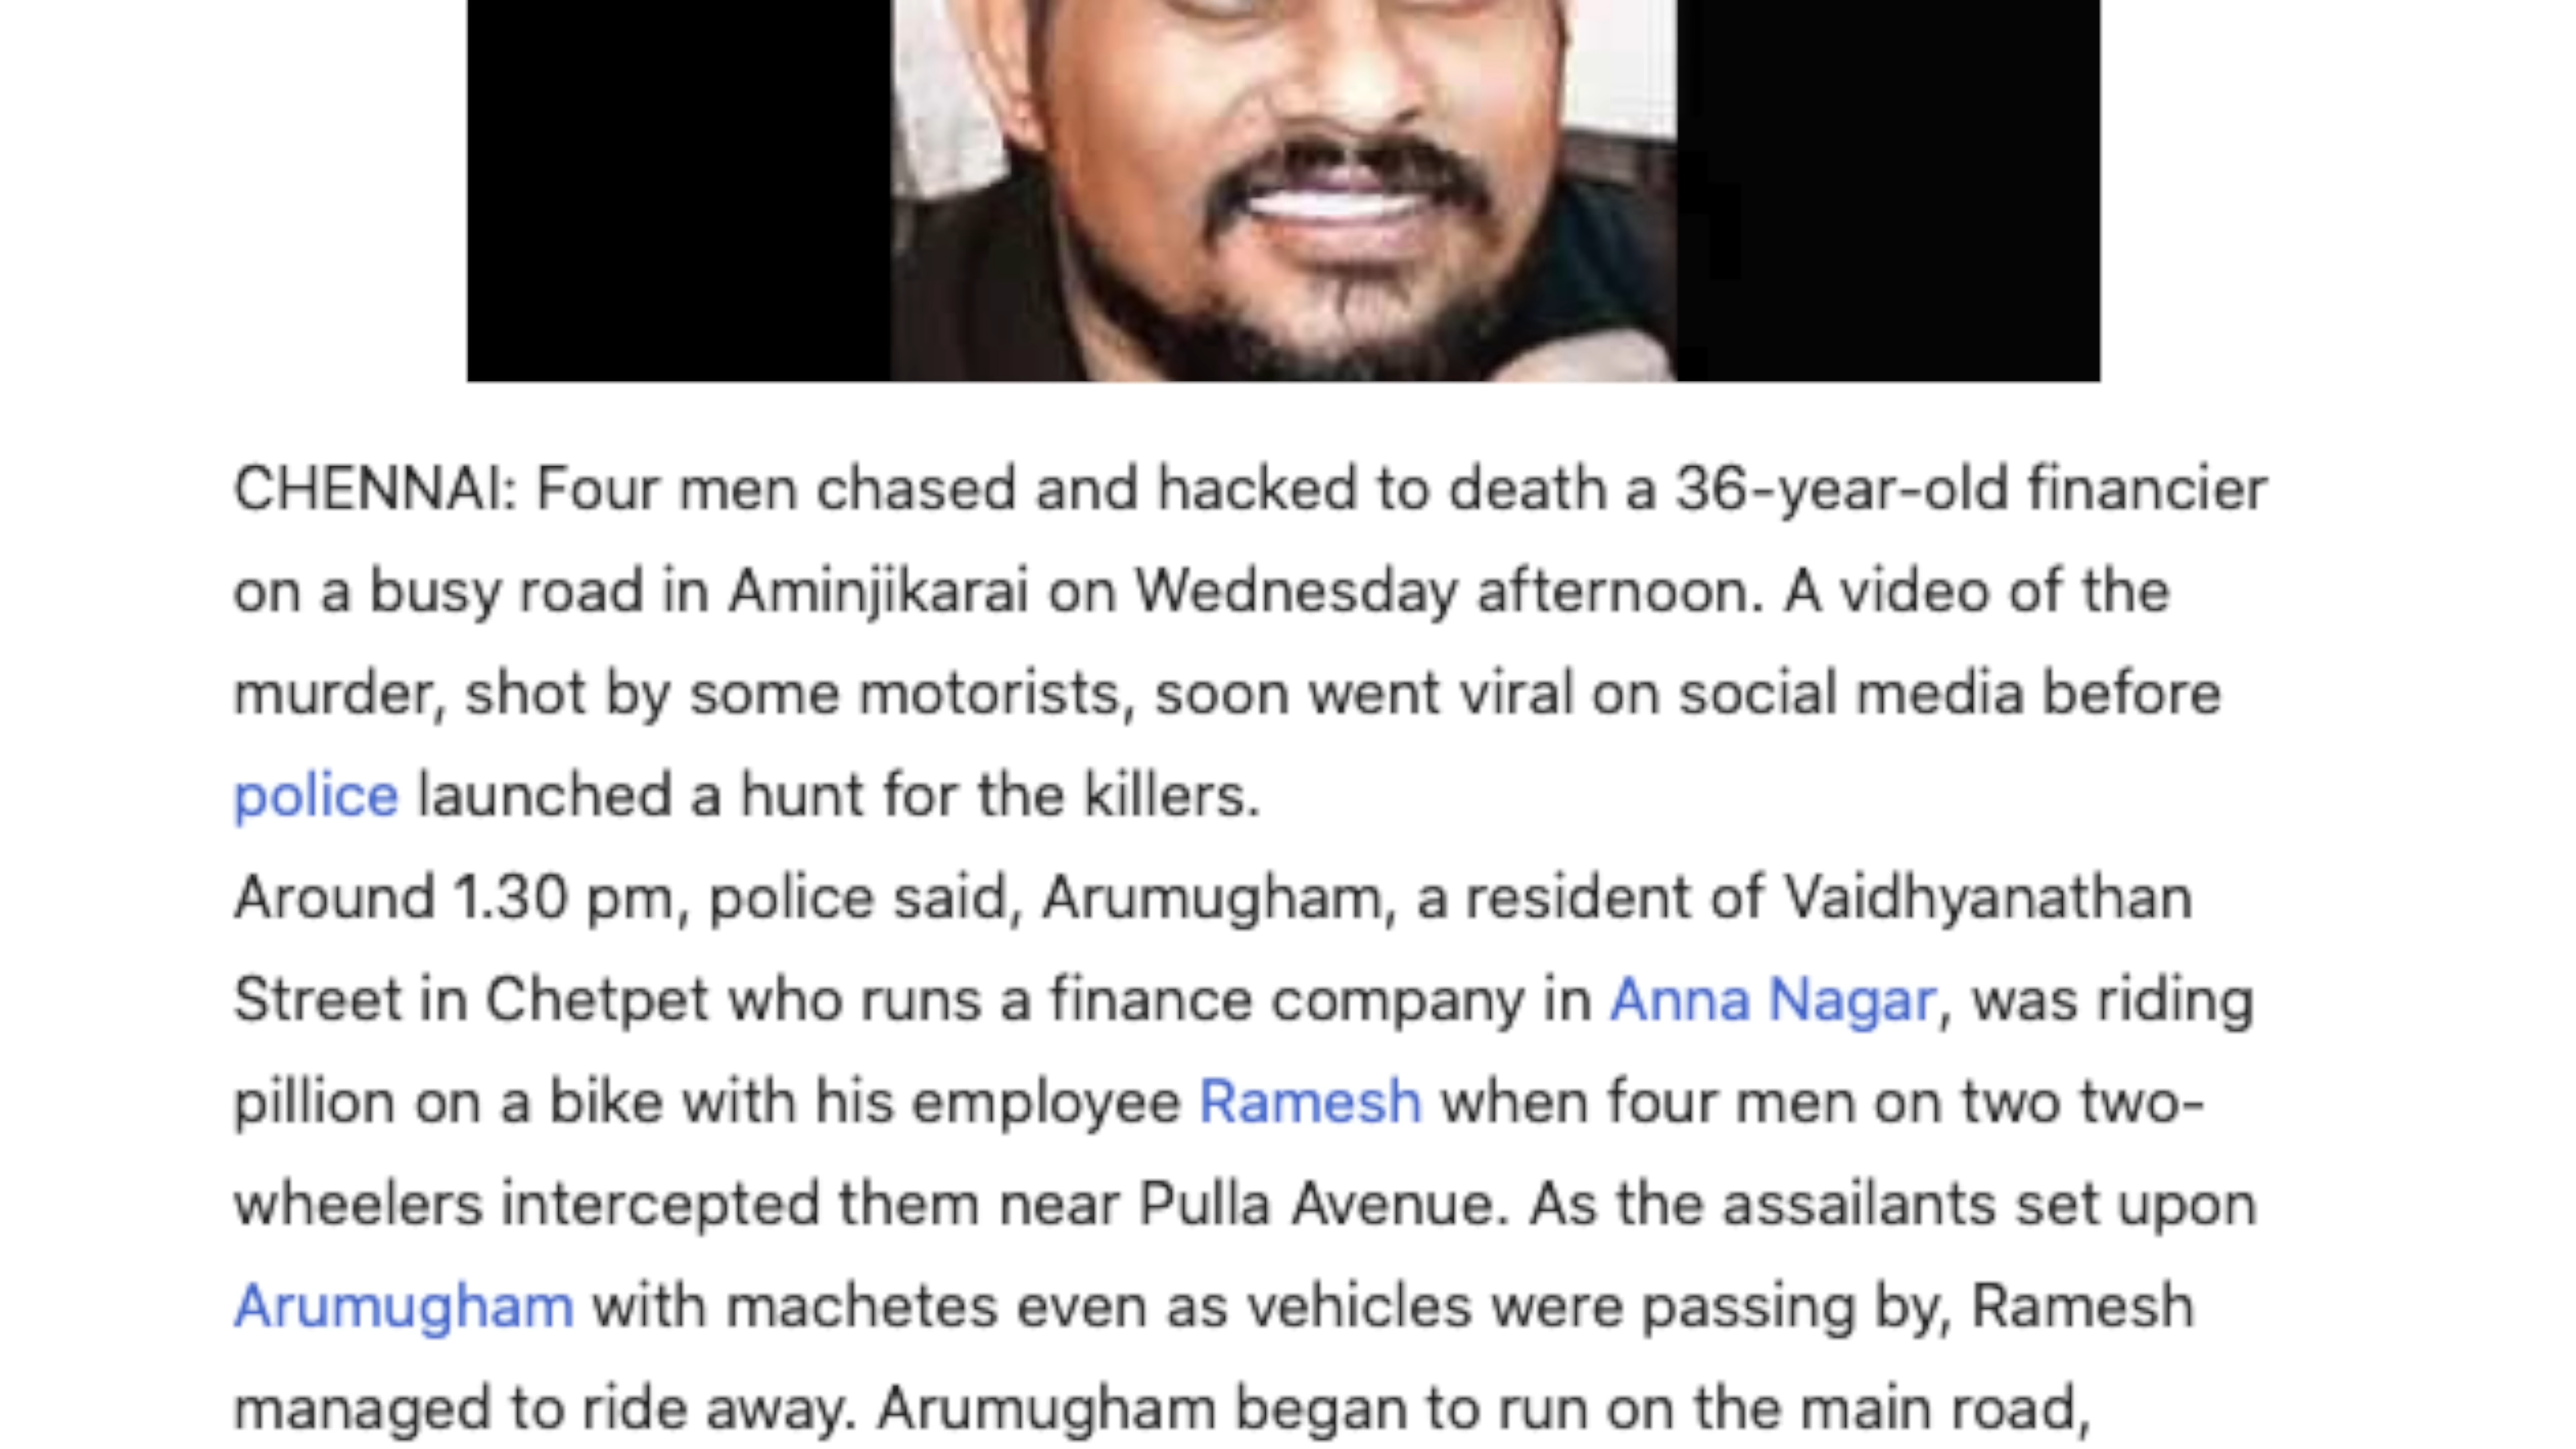 CHENNAI: Four men chased and hacked to death a 36-year-old financier
on a busy road in Aminjikarai on Wednesday afternoon. A video of the
murder, shot by some motorists, soon went viral on social media before
police launched a hunt for the killers.
Around 1.30 pm, police said, Arumugham, a resident of Vaidhyanathan
Street in Chetpet who runs a finance company in Anna Nagar, was riding
pillion on a bike with his employee Ramesh when four men on two two-
wheelers intercepted them near Pulla Avenue. As the assailants set upon
Arumugham with machetes even as vehicles were passing by, Ramesh
managed to ride away. Arumugham began to run on the main road,